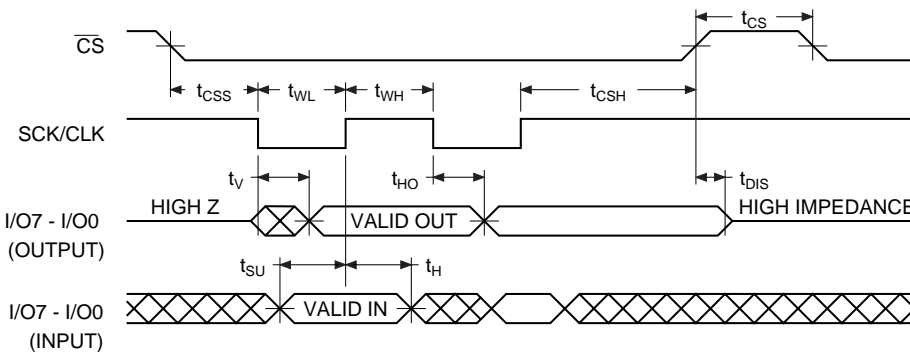 CS
tCS
tCSS
tWL
tWH
tCSH
SCK/CLK
tV
tHO
tDIS
I/O7 - I/O0
(OUTPUT)
HIGH Z
VALID OUT
HIGH IMPEDANCE
tSU
tH
I/O7 - I/O0
(INPUT)
VALID IN